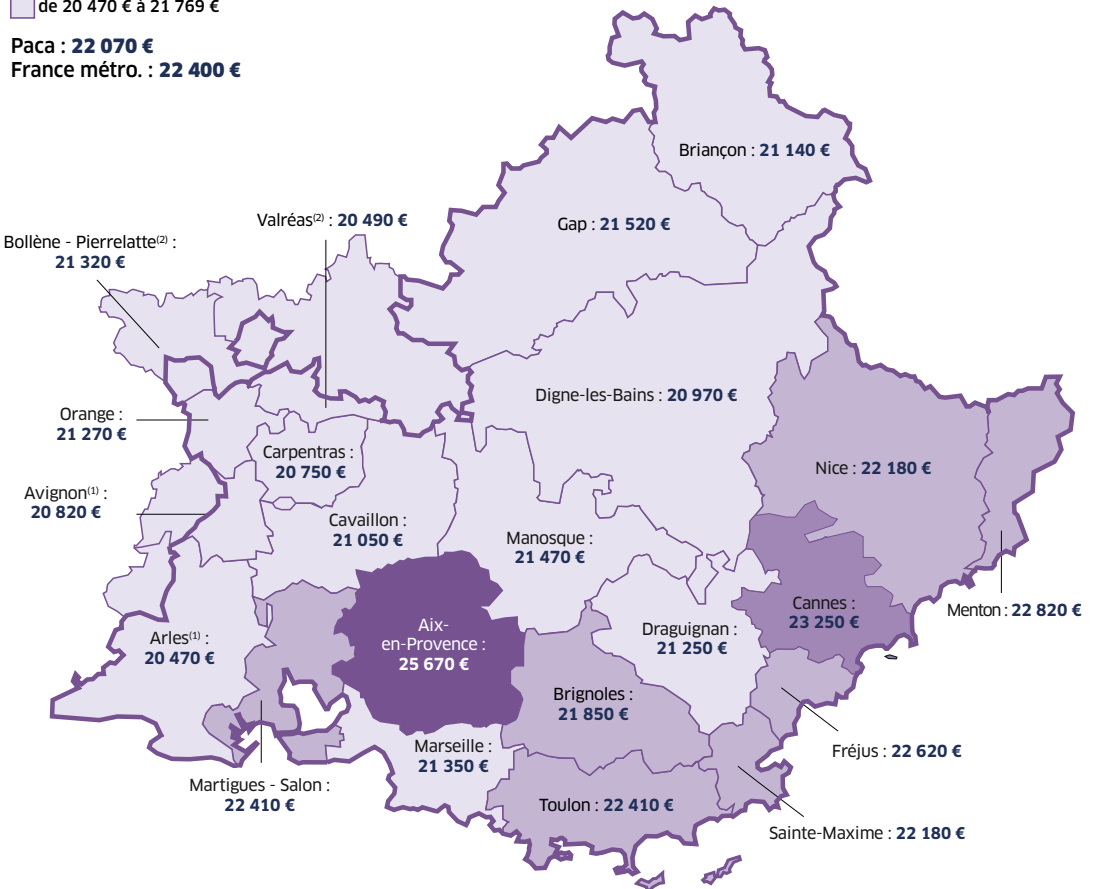 de 20 470 € à 21 769 €
Paca : 22 070 €
France métro. : 22 400 €
Briançon : 21 140 €
Valréas(2) : 20 490 €
Gap : 21 520 €
Bollène - Pierrelatte(2) :
21 320 €
Digne-les-Bains : 20 970 €
Orange :
21 270 €
Carpentras :
20 750 €
Nice : 22 180 €
Avignon(1) :
20 820 €
Cavaillon :
21 050 €
Manosque :
21 470 €
Cannes :
23 250 €
Menton : 22 820 €
Arles(1) :
20 470 €
Aix-
en-Provence :
25 670 €
Draguignan :
21 250 €
Brignoles :
21 850 €
Marseille :
21 350 €
Fréjus : 22 620 €
Martigues - Salon :
22 410 €
Toulon : 22 410 €
Sainte-Maxime : 22 180 €